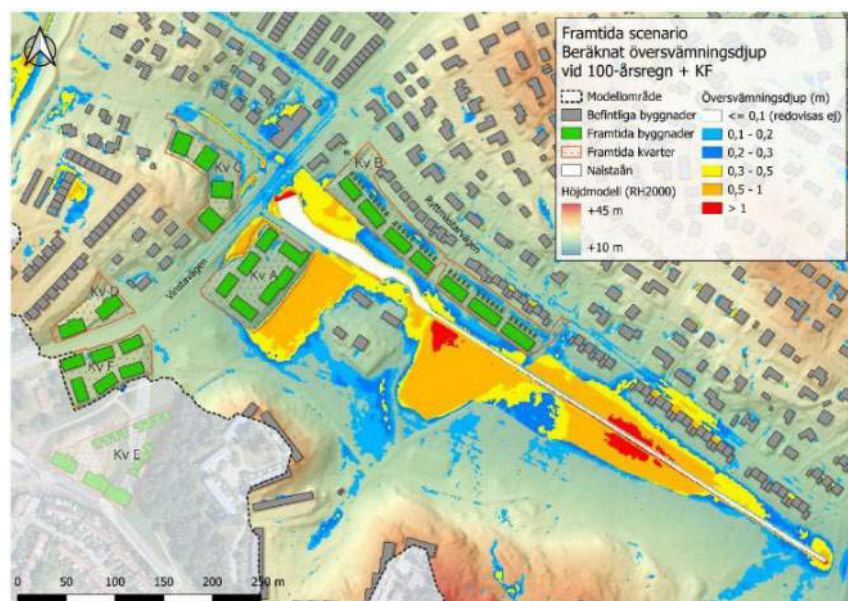 Framtida scenario
Beräknat översvämningsdjup
vid 100-årsregn + KF
Modellområde
Befintliga byggnader
Framtida byggnader
Framtida kvarter
Nälstaån
Höjdmodell (RH2000)
+45 m
+10 m
Översvämningsdjup (m)
<= 0,1 (redovisas ej)
0,1 - 0,2
0,2 - 0,3
0,3 - 0,5
0,5 - 1
> 1
Kv C
Kv B
Ryttmästarvägen
Kv A
Vinstavägen
Kv D
Kv F
Kv E
0 50 100 150 200 250 m